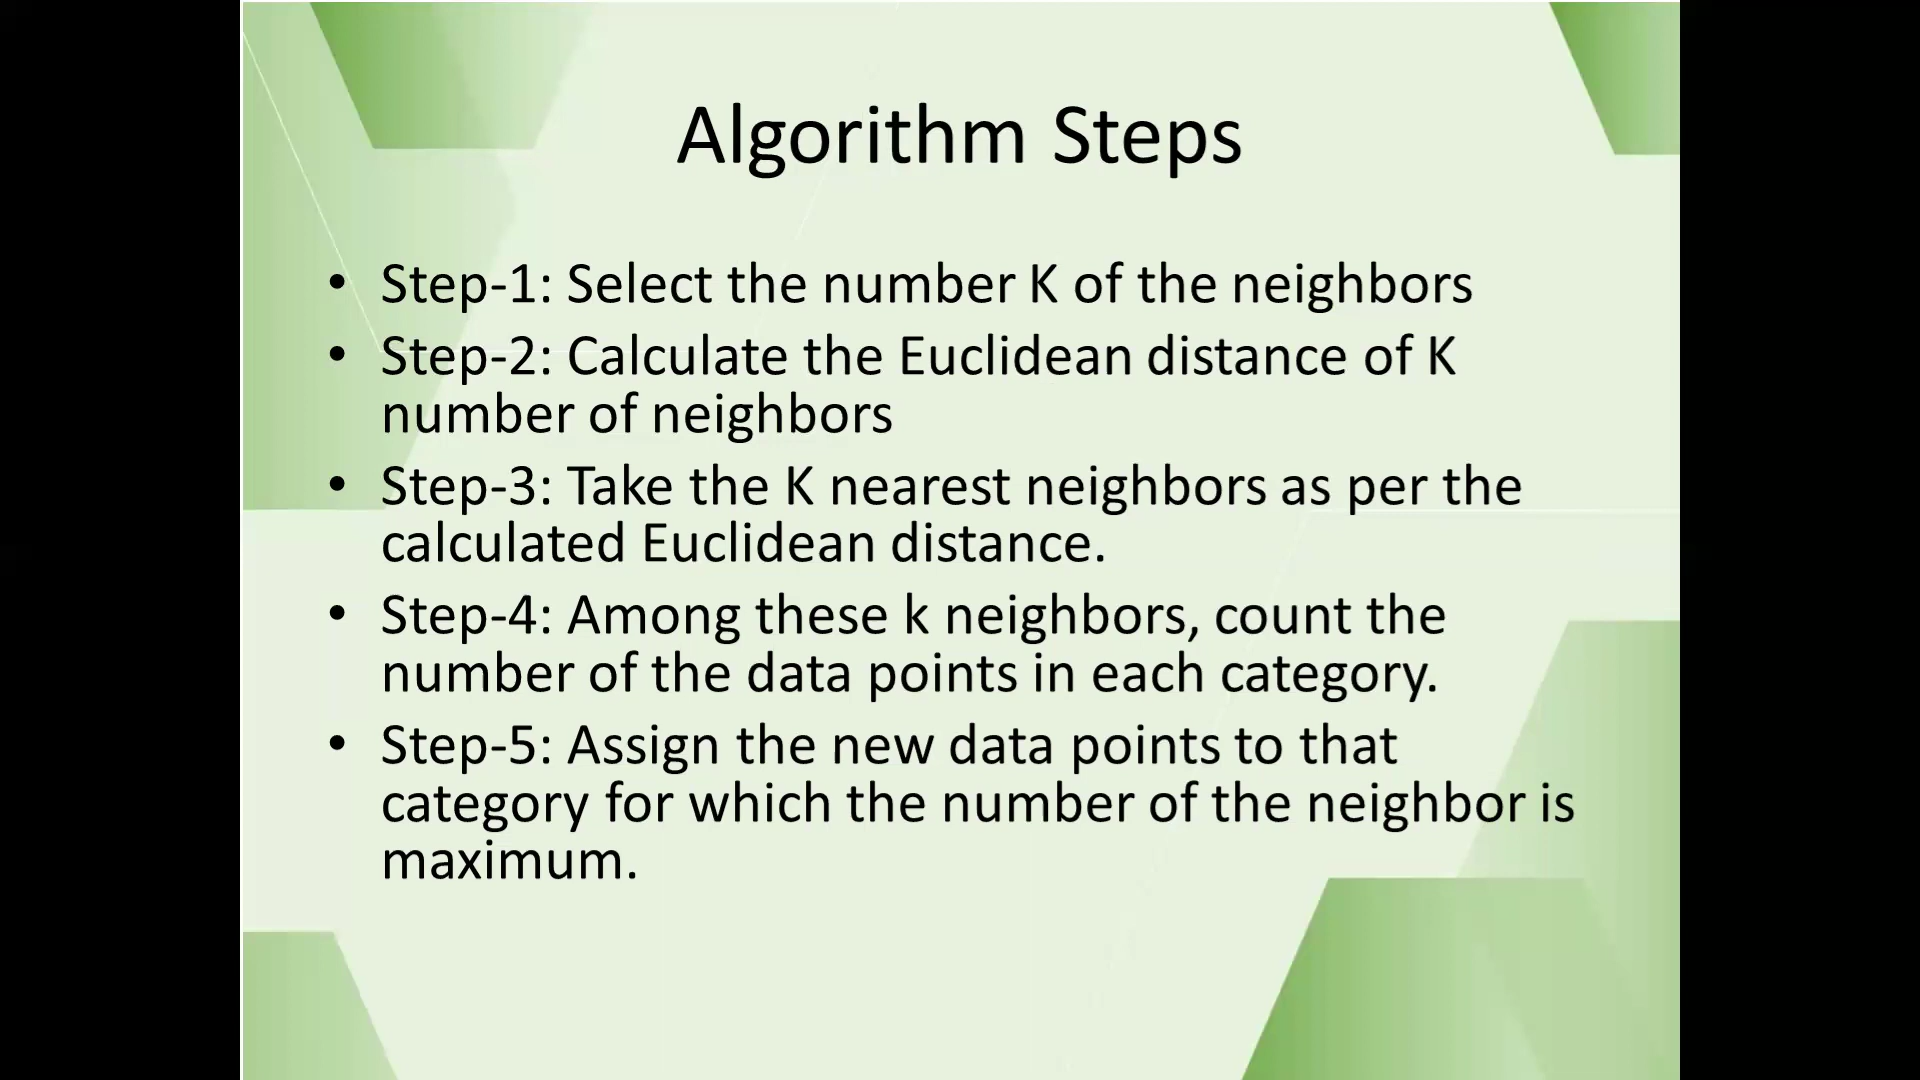 Algorithm Steps
• Step-1: Select the number K of the neighbors
• Step-2: Calculate the Euclidean distance of K
number of neighbors
• Step-3: Take the K nearest neighbors as per the
calculated Euclidean distance.
• Step-4: Among these k neighbors, count the
number of the data points in each category.
• Step-5: Assign the new data points to that
category for which the number of the neighbor is
maximum.